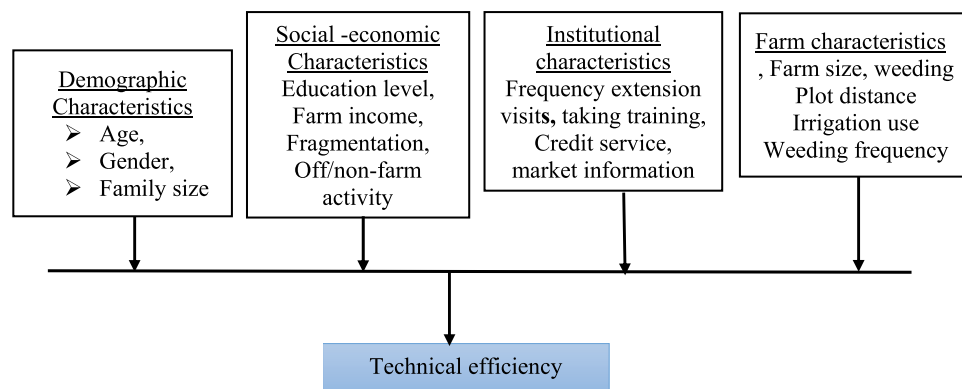 Demographic
Characteristics
➢ Age,
➢ Gender,
➢ Family size
Social -economic
Characteristics
Education level,
Farm income,
Fragmentation,
Off/non-farm
activity
Institutional
characteristics
Frequency extension
visits, taking training,
Credit service,
market information
Farm characteristics
, Farm size, weeding
Plot distance
Irrigation use
Weeding frequency
Technical efficiency